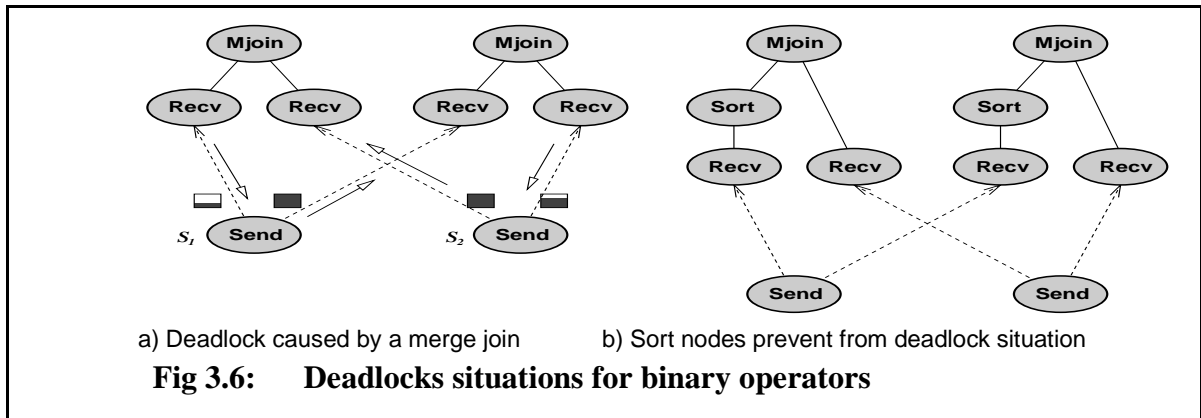 Mjoin Mjoin Mjoin Mjoin
Recv Recv Recv Recv Sort Sort
Recv Recv Recv Recv
S1 Send S2 Send
Send Send
a) Deadlock caused by a merge join b) Sort nodes prevent from deadlock situation
Fig 3.6: Deadlocks situations for binary operators